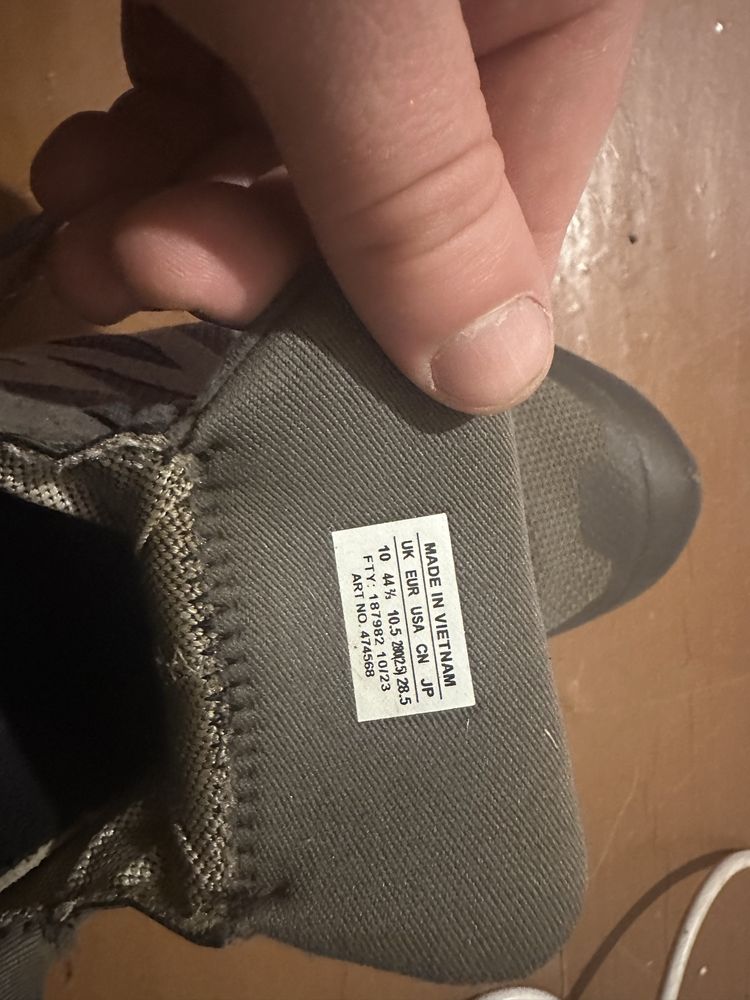 MADE IN VIETNAM
UK EUR USA CN JP
10 44⅔ 10.5 280(2.5) 28.5
FTY: 187982 10/23
ART NO. 474568